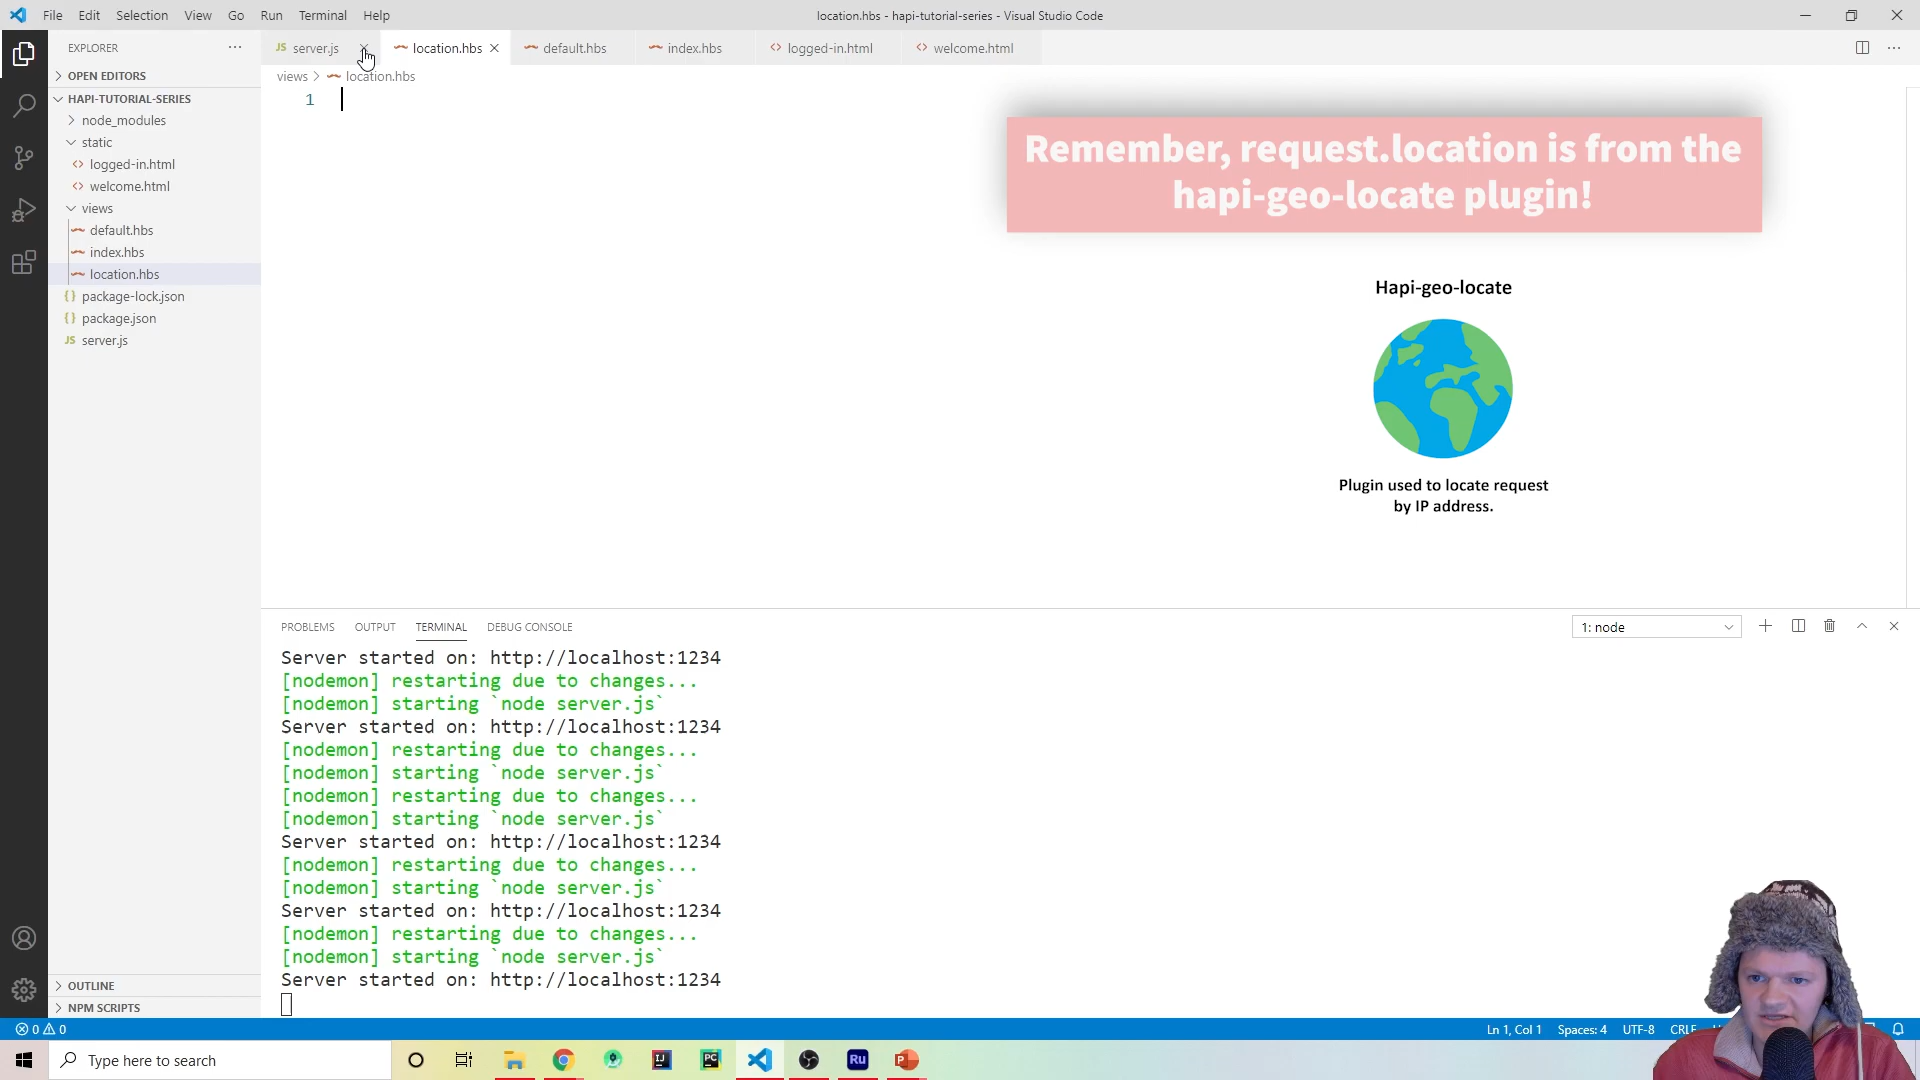 File Edit Selection View Go Run Terminal Help
location.hbs - hapi-tutorial-series - Visual Studio Code
EXPLORER
OPEN EDITORS
HAPI-TUTORIAL-SERIES
node_modules
static
logged-in.html
welcome.html
views
default.hbs
index.hbs
location.hbs
package-lock.json
package.json
server.js
OUTLINE
NPM SCRIPTS
JS server.js location.hbs default.hbs index.hbs logged-in.html welcome.html
views > location.hbs
1
Remember, request.location is from the
hapi-geo-locate plugin!
Hapi-geo-locate
Plugin used to locate request
by IP address.
PROBLEMS OUTPUT TERMINAL DEBUG CONSOLE
1: node
Server started on: http://localhost:1234
[nodemon] restarting due to changes...
[nodemon] starting `node server.js`
Server started on: http://localhost:1234
[nodemon] restarting due to changes...
[nodemon] starting `node server.js`
[nodemon] restarting due to changes...
[nodemon] starting `node server.js`
Server started on: http://localhost:1234
[nodemon] restarting due to changes...
[nodemon] starting `node server.js`
Server started on: http://localhost:1234
[nodemon] restarting due to changes...
[nodemon] starting `node server.js`
Server started on: http://localhost:1234
0 0
Ln 1, Col 1 Spaces: 4 UTF-8 CRLF
Type here to search